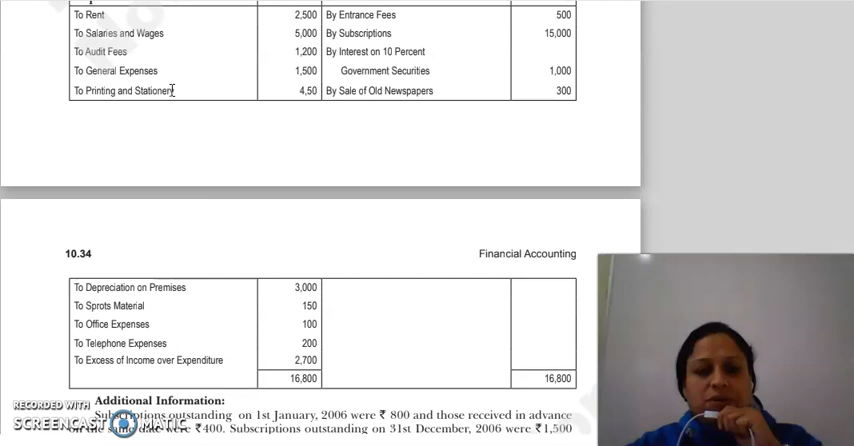 To Rent 2,500 By Entrance Fees 500
To Salaries and Wages 5,000 By Subscriptions 15,000
To Audit Fees 1,200 By Interest on 10 Percent
To General Expenses 1,500 Government Securities 1,000
To Printing and Stationery 4,50 By Sale of Old Newspapers 300
10.34 Financial Accounting
To Depreciation on Premises 3,000
To Sprots Material 150
To Office Expenses 100
To Telephone Expenses 200
To Excess of Income over Expenditure 2,700
16,800 16,800
Additional Information:
Subscriptions outstanding on 1st January, 2006 were ₹ 800 and those received in advance
on the same date were ₹400. Subscriptions outstanding on 31st December, 2006 were ₹1,500
RECORDED WITH
SCREENCAST MATIC